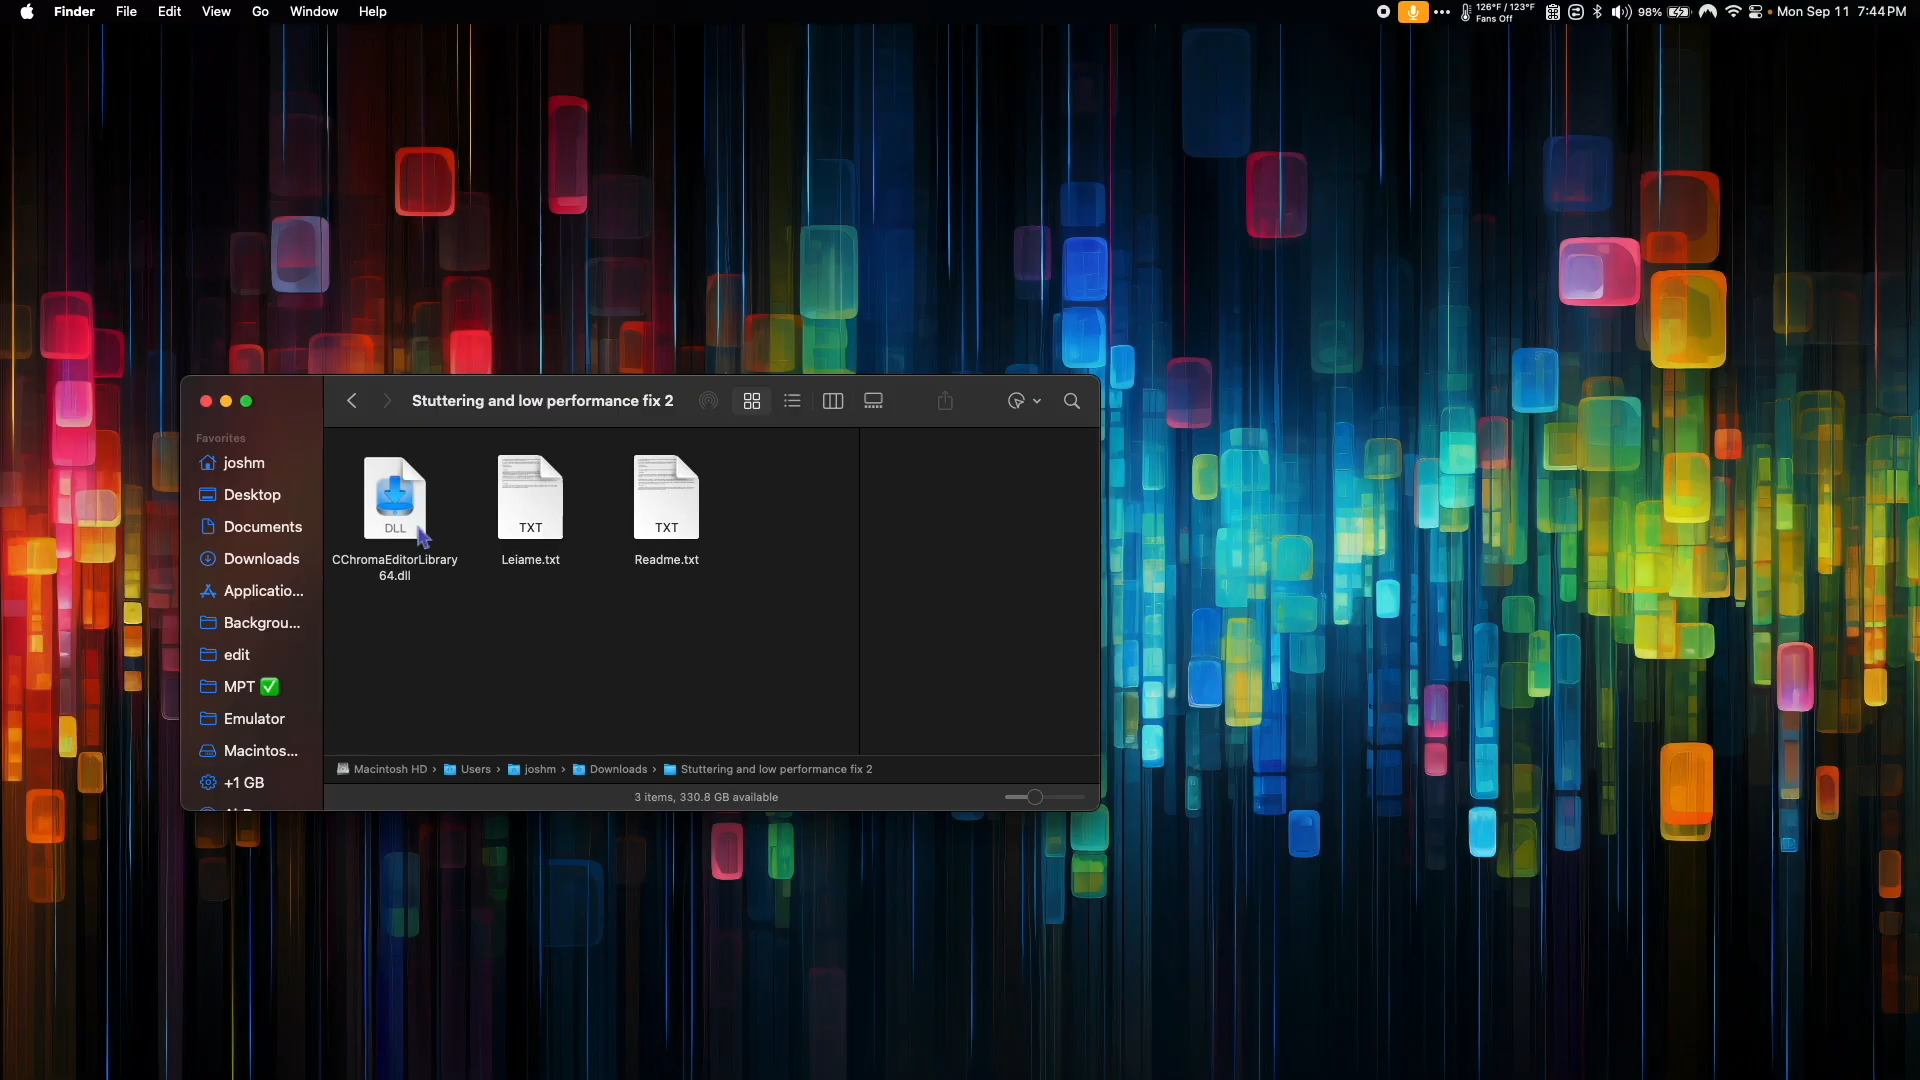 Finder File Edit View Go Window Help
126°F / 123°F
Fans Off
98%
Mon Sep 11 7:44 PM
Stuttering and low performance fix 2
Favorites
joshm
Desktop
Documents
Downloads
Applicatio...
Backgrou...
edit
MPT ✅
Emulator
Macintos...
+1 GB
DLL
CChromaEditorLibrary
64.dll
TXT
Leiame.txt
TXT
Readme.txt
Macintosh HD › Users › joshm › Downloads › Stuttering and low performance fix 2
3 items, 330.8 GB available